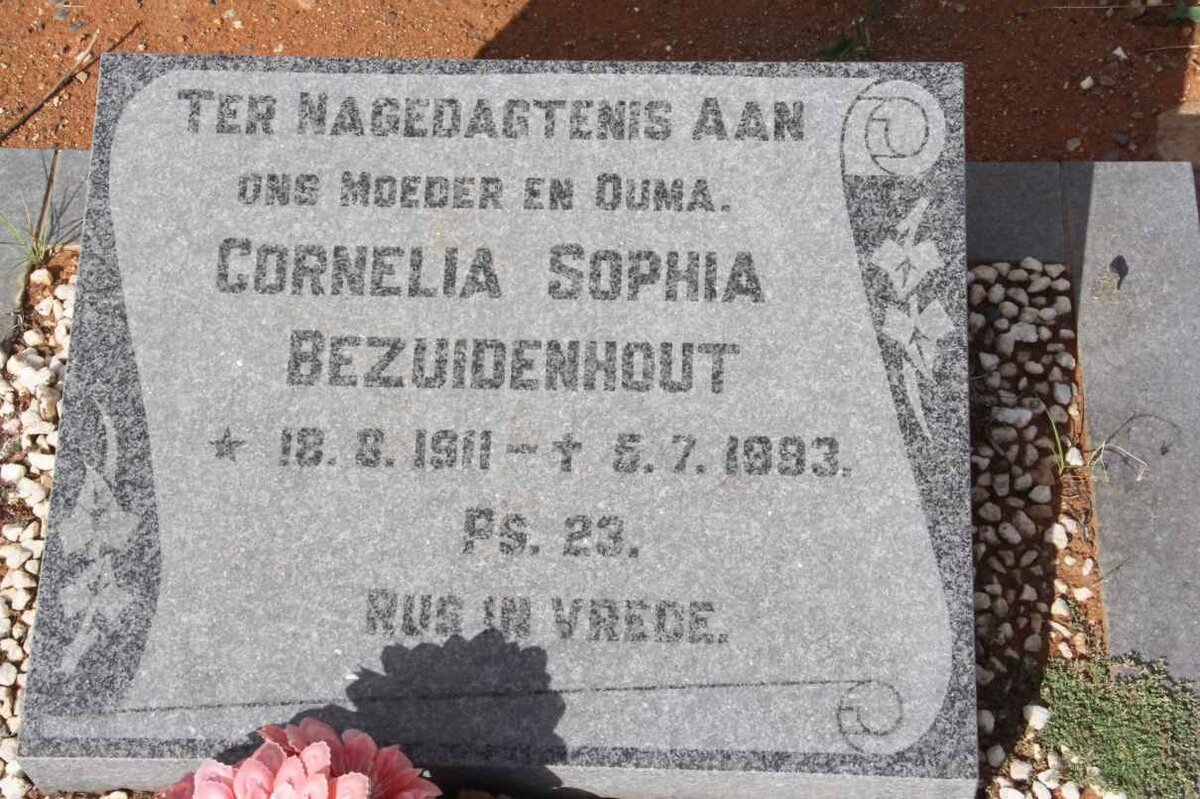 TER NAGEDAGTENIS AAN
ONS MOEDER EN OUMA.
CORNELIA SOPHIA
BEZUIDENHOUT
★ 18. 8. 1911 – † 5. 7. 1993.
PS. 23.
RUS IN VREDE.